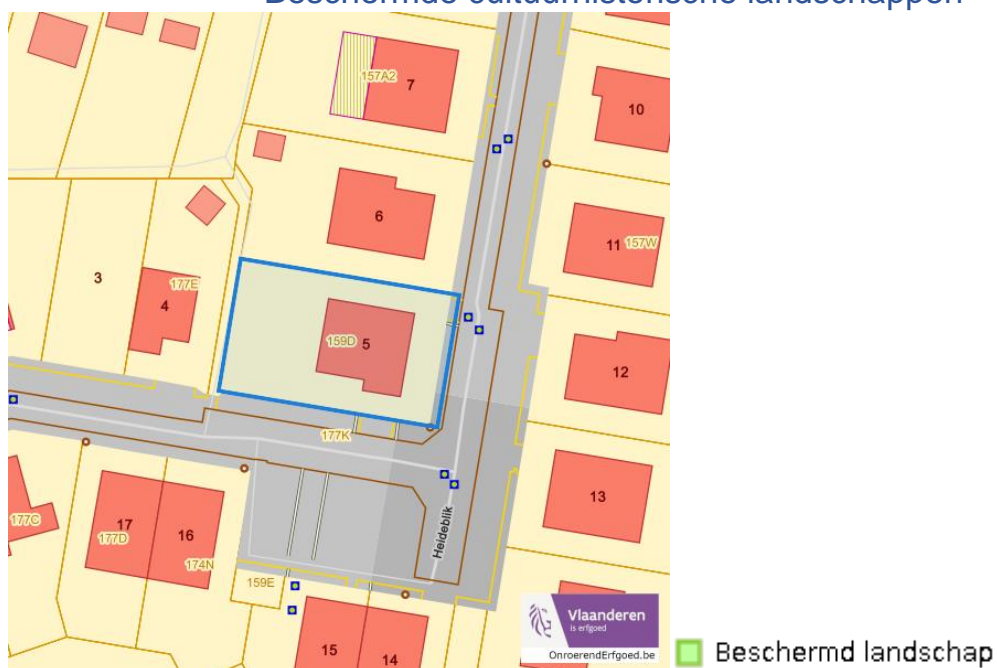 Beschermde cultuurhistorische landschappen
157A2
7
10
6
11 157W
3
177E
4
159D 5
12
177K
13
177C
17
177D
16
174N
Heideblik
159E
15
14
Vlaanderen
is erfgoed
OnroerendErfgoed.be
Beschermd landschap